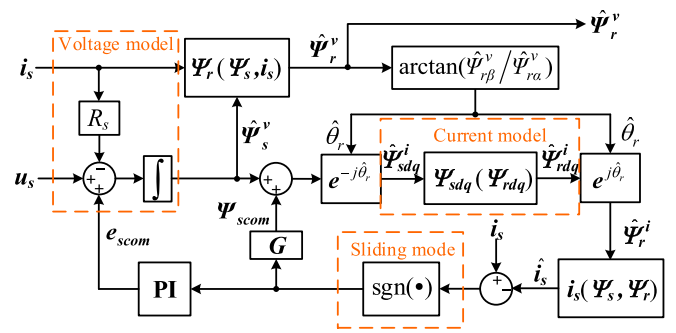 Voltage model
i_s
Ψ_r(Ψ_s,i_s)
Ψ̂_r^v
Ψ̂_r^v
arctan(Ψ̂_rβ^v/Ψ̂_rα^v)
R_s
Ψ̂_s^v
θ̂_r
Current model
θ̂_r
u_s
−
+
+
∫
+
+
e^−jθ̂_r
Ψ̂_sdq^i
Ψ_sdq(Ψ_rdq)
Ψ̂_rdq^i
e^jθ̂_r
Ψ_scom
e_scom
G
Sliding mode
i_s
Ψ̂_r^i
PI
sgn(•)
−
−
î_s
i_s(Ψ_s,Ψ_r)